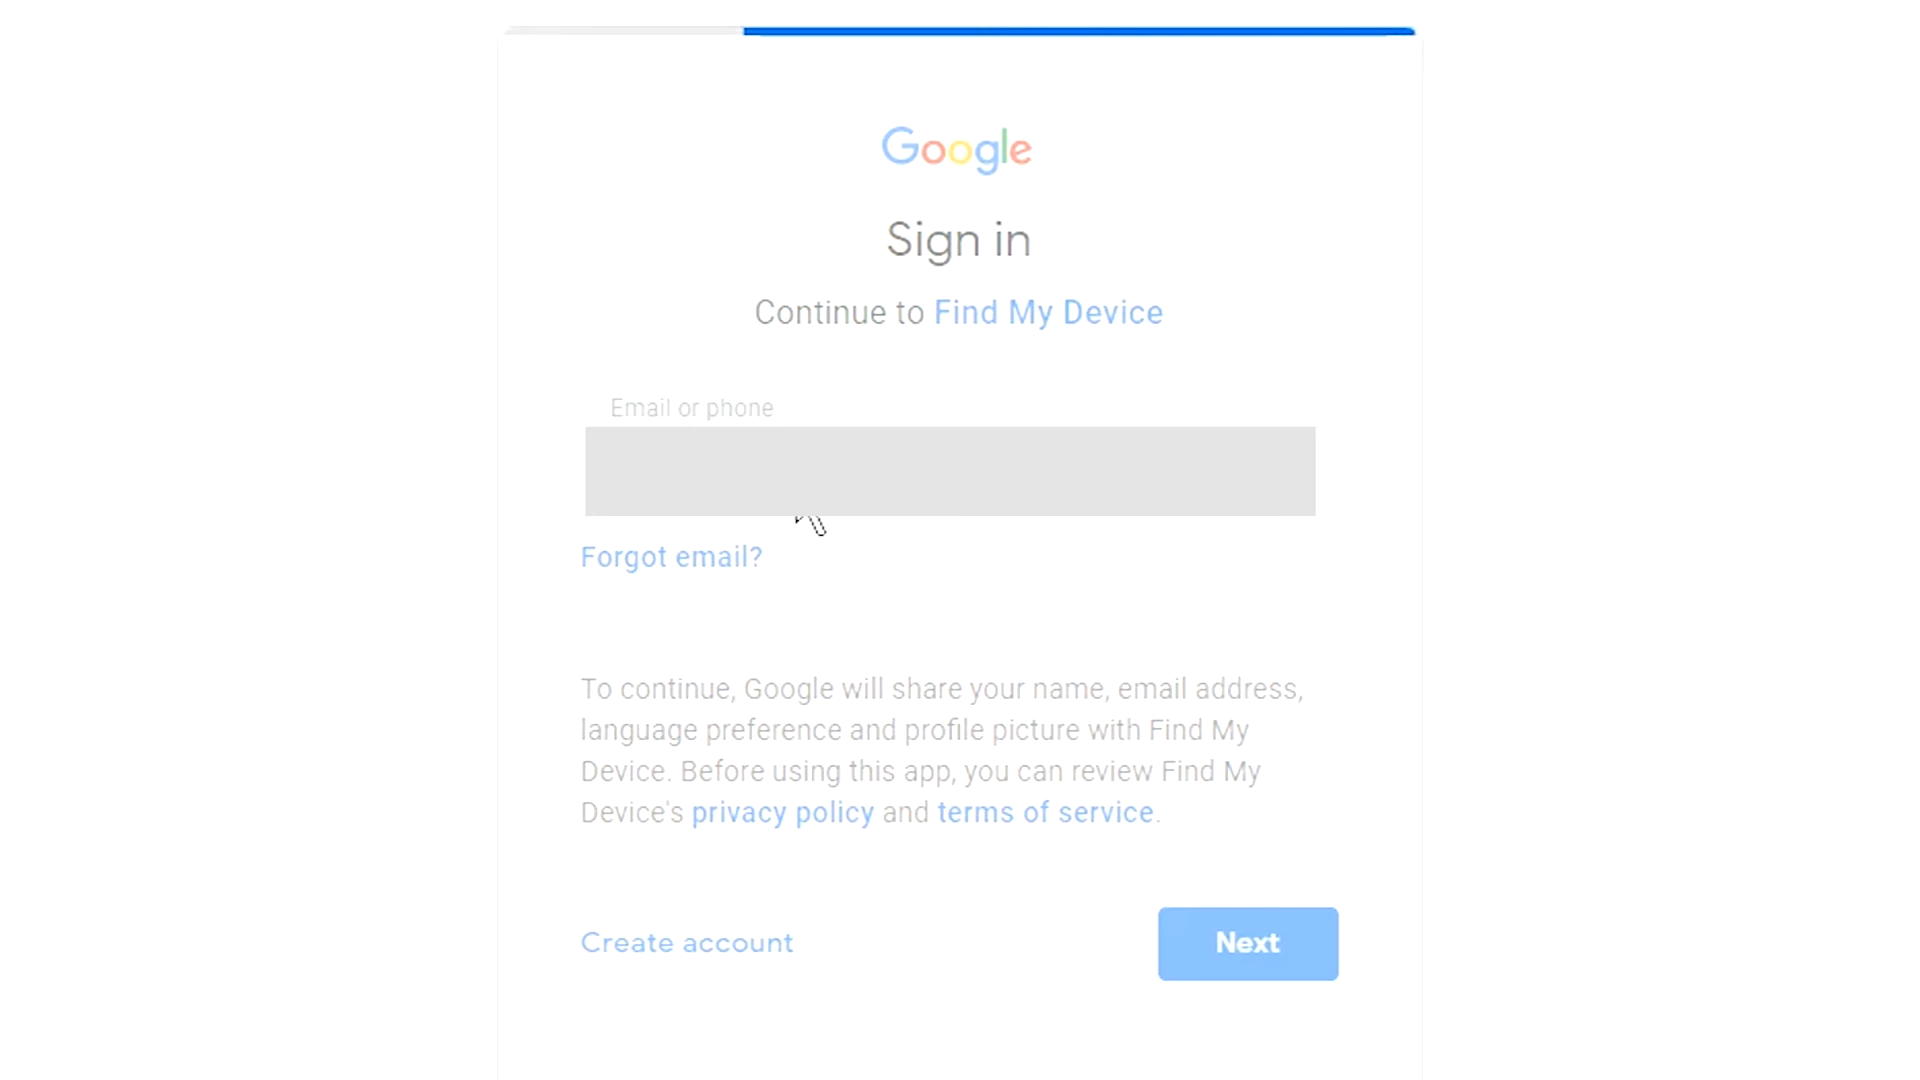 Google
Sign in
Continue to Find My Device
Email or phone
Forgot email?
To continue, Google will share your name, email address,
language preference and profile picture with Find My
Device. Before using this app, you can review Find My
Device's privacy policy and terms of service.
Create account
Next